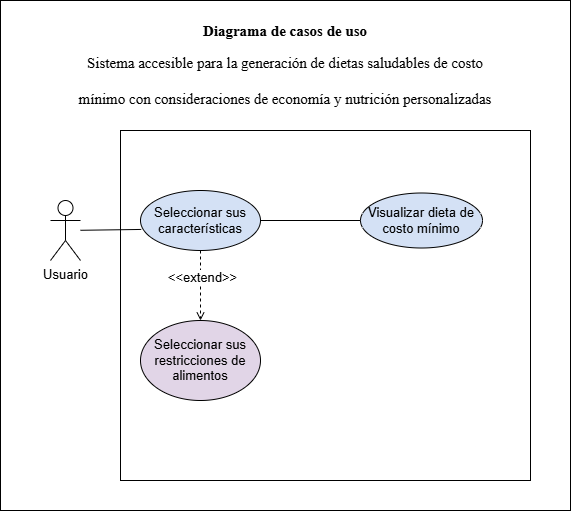 Diagrama de casos de uso
Sistema accesible para la generación de dietas saludables de costo
mínimo con consideraciones de economía y nutrición personalizadas
Seleccionar sus
características
Visualizar dieta de
costo mínimo
Usuario
<<extend>>
Seleccionar sus
restricciones de
alimentos